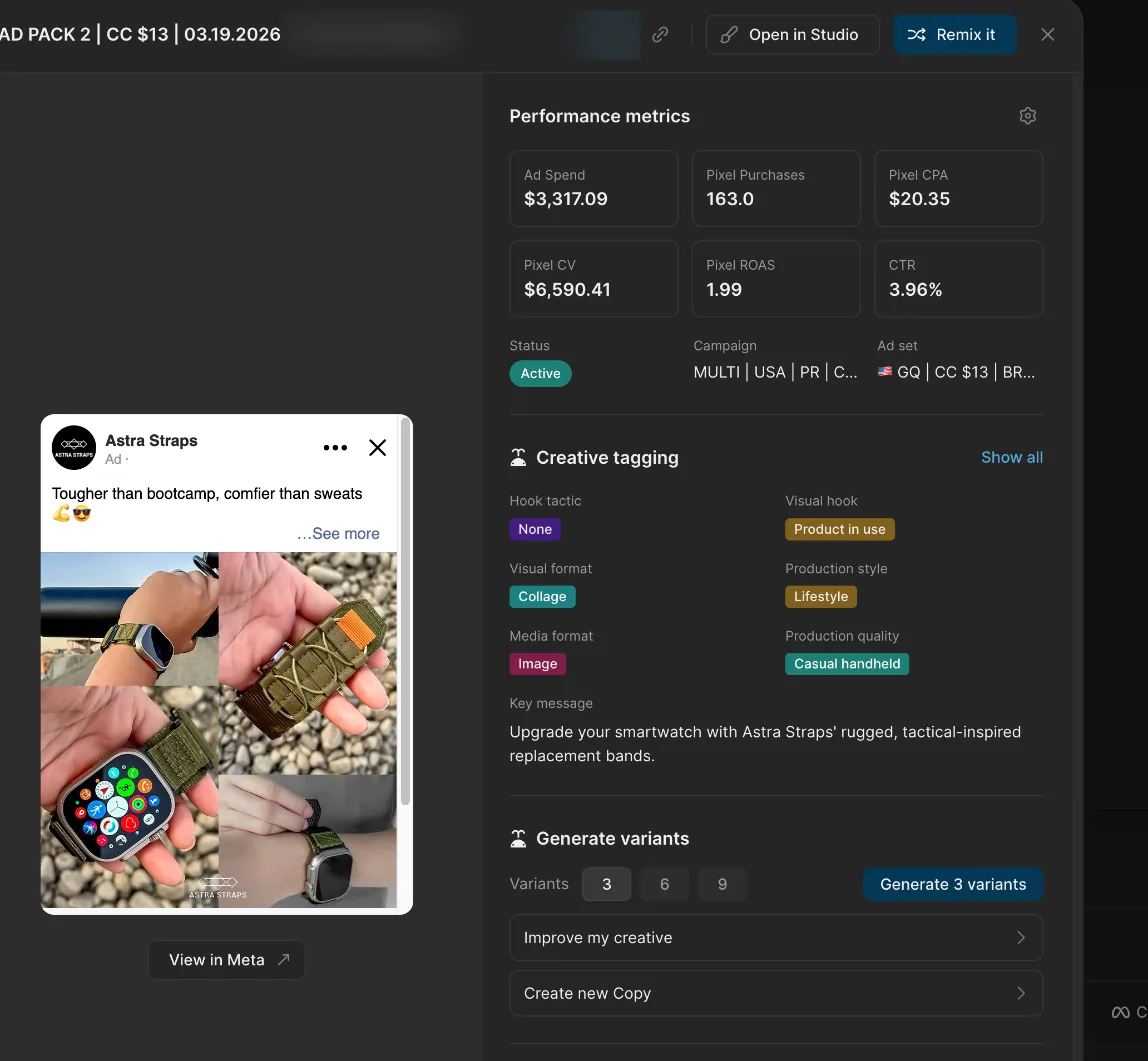 AD PACK 2 | CC $13 | 03.19.2026
Open in Studio
Remix it
Performance metrics
Ad Spend
$3,317.09
Pixel Purchases
163.0
Pixel CPA
$20.35
Pixel CV
$6,590.41
Pixel ROAS
1.99
CTR
3.96%
Status
Active
Campaign
MULTI | USA | PR | C...
Ad set
🇺🇸 GQ | CC $13 | BR...
Astra Straps
Ad ·
ASTRA STRAPS
Tougher than bootcamp, comfier than sweats
💪😎
...See more
ASTRA STRAPS
View in Meta
Creative tagging
Show all
Hook tactic
None
Visual hook
Product in use
Visual format
Collage
Production style
Lifestyle
Media format
Image
Production quality
Casual handheld
Key message
Upgrade your smartwatch with Astra Straps' rugged, tactical-inspired
replacement bands.
Generate variants
Variants
3
6
9
Generate 3 variants
Improve my creative
Create new Copy
C